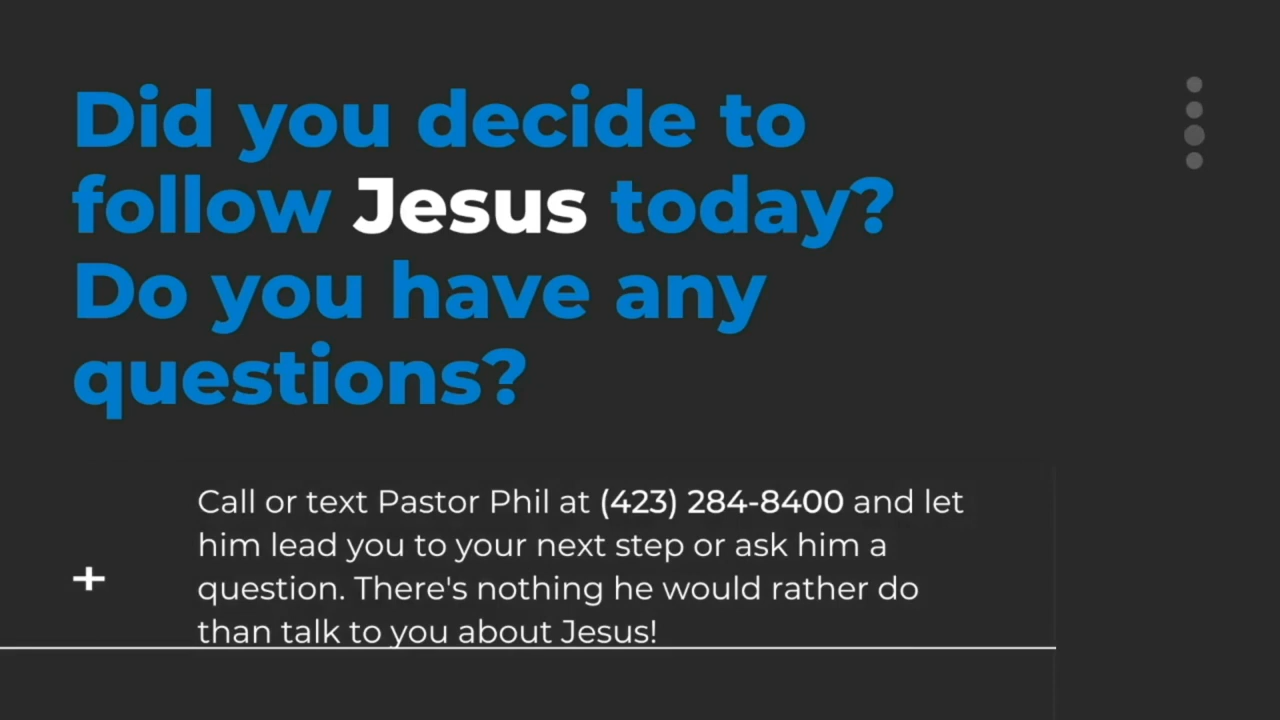 Did you decide to
follow Jesus today?
Do you have any
questions?
Call or text Pastor Phil at (423) 284-8400 and let
him lead you to your next step or ask him a
question. There's nothing he would rather do
than talk to you about Jesus!